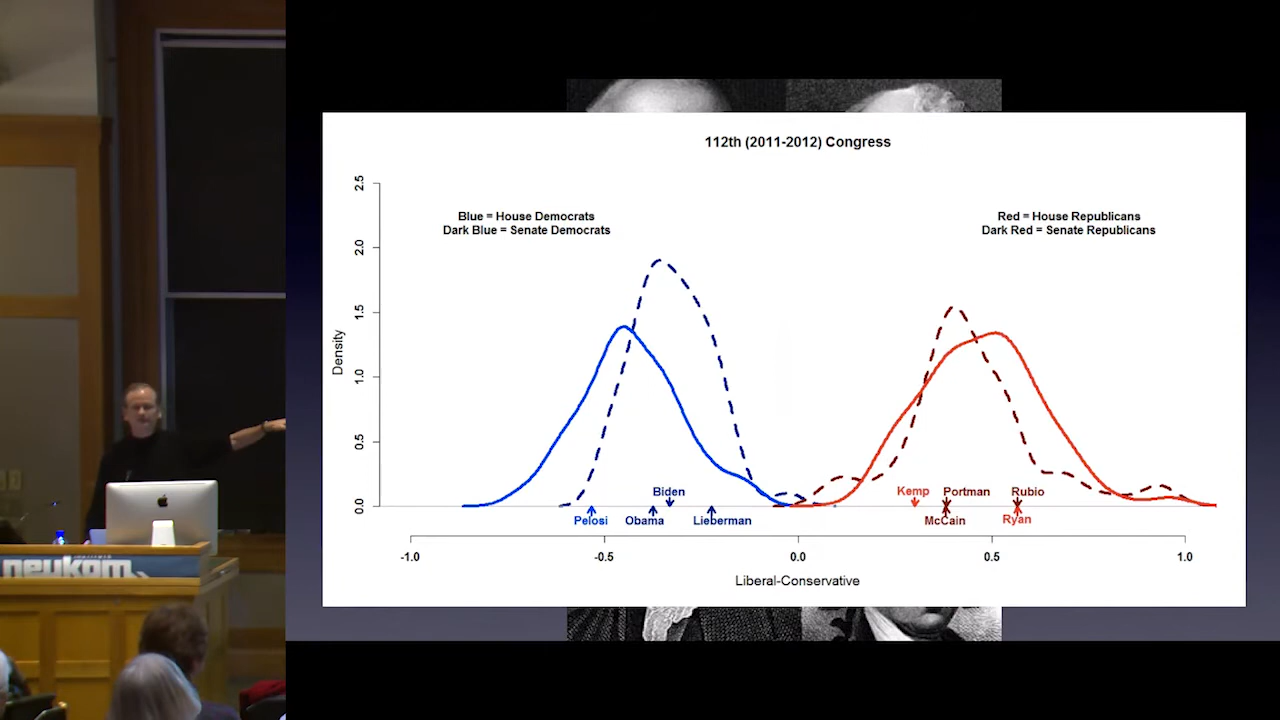 112th (2011-2012) Congress
Blue = House Democrats
Dark Blue = Senate Democrats
Red = House Republicans
Dark Red = Senate Republicans
Density
2.5
2.0
1.5
1.0
0.5
0.0
Biden
Kemp
Portman
Rubio
Pelosi
Obama
Lieberman
McCain
Ryan
-1.0
-0.5
0.0
0.5
1.0
Liberal-Conservative
INSTITUTE
neukom